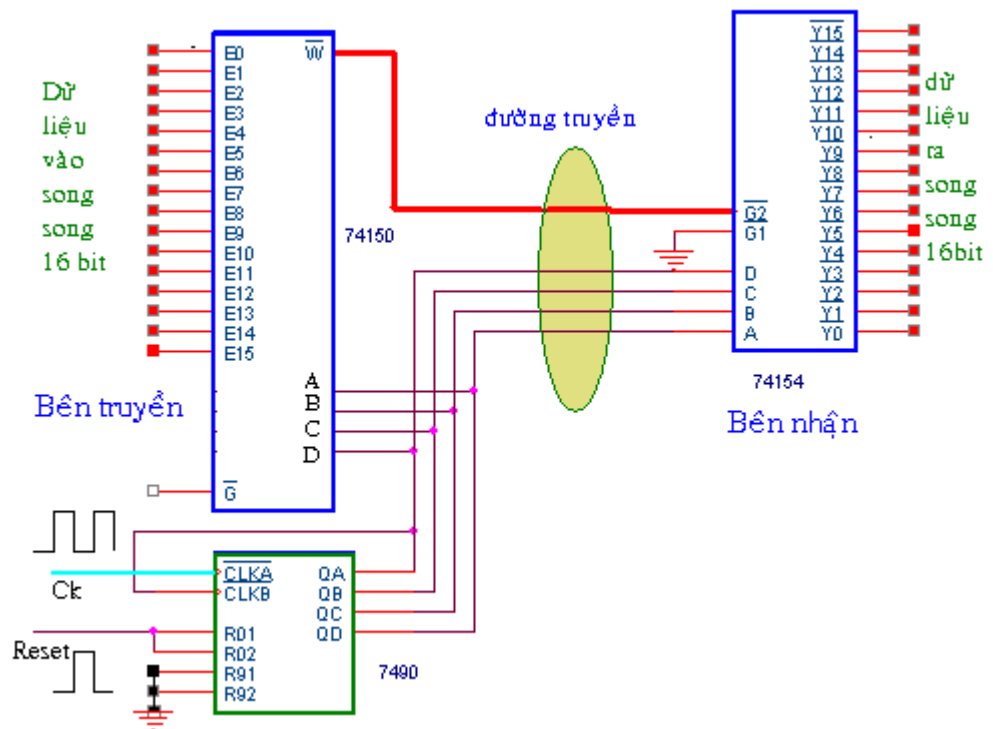 Dữ
liệu
vào
song
song
16 bit
E0
E1
E2
E3
E4
E5
E6
E7
E8
E9
E10
E11
E12
E13
E14
E15
G
W
A
B
C
D
74150
Bên truyền
đường truyền
G2
G1
D
C
B
A
Y15
Y14
Y13
Y12
Y11
Y10
Y9
Y8
Y7
Y6
Y5
Y4
Y3
Y2
Y1
Y0
74154
Bên nhận
dữ
liệu
ra
song
song
16bit
Ck
Reset
CLKA
CLKB
R01
R02
R91
R92
QA
QB
QC
QD
7490